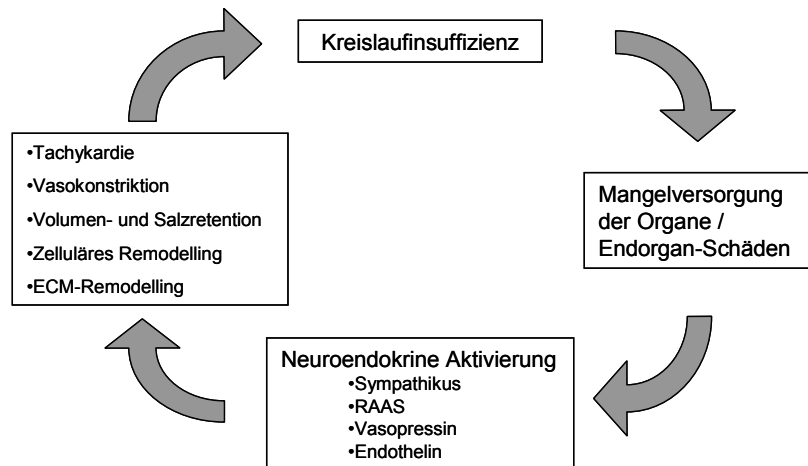 Kreislaufinsuffizienz
Mangelversorgung
der Organe /
Endorgan-Schäden
Neuroendokrine Aktivierung
•Sympathikus
•RAAS
•Vasopressin
•Endothelin
•Tachykardie
•Vasokonstriktion
•Volumen- und Salzretention
•Zelluläres Remodelling
•ECM-Remodelling